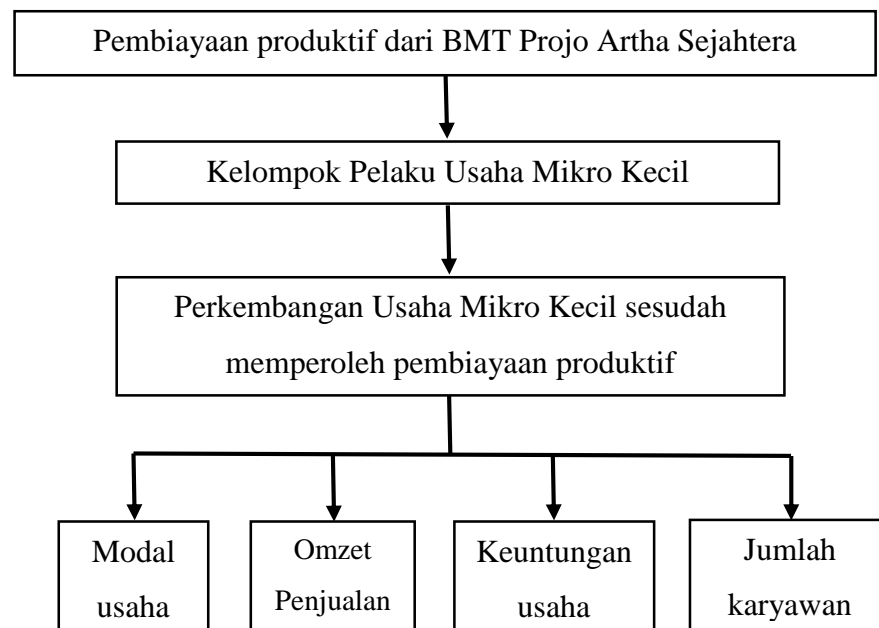 Pembiayaan produktif dari BMT Projo Artha Sejahtera
Kelompok Pelaku Usaha Mikro Kecil
Perkembangan Usaha Mikro Kecil sesudah
memperoleh pembiayaan produktif
Modal
usaha
Omzet
Penjualan
Keuntungan
usaha
Jumlah
karyawan